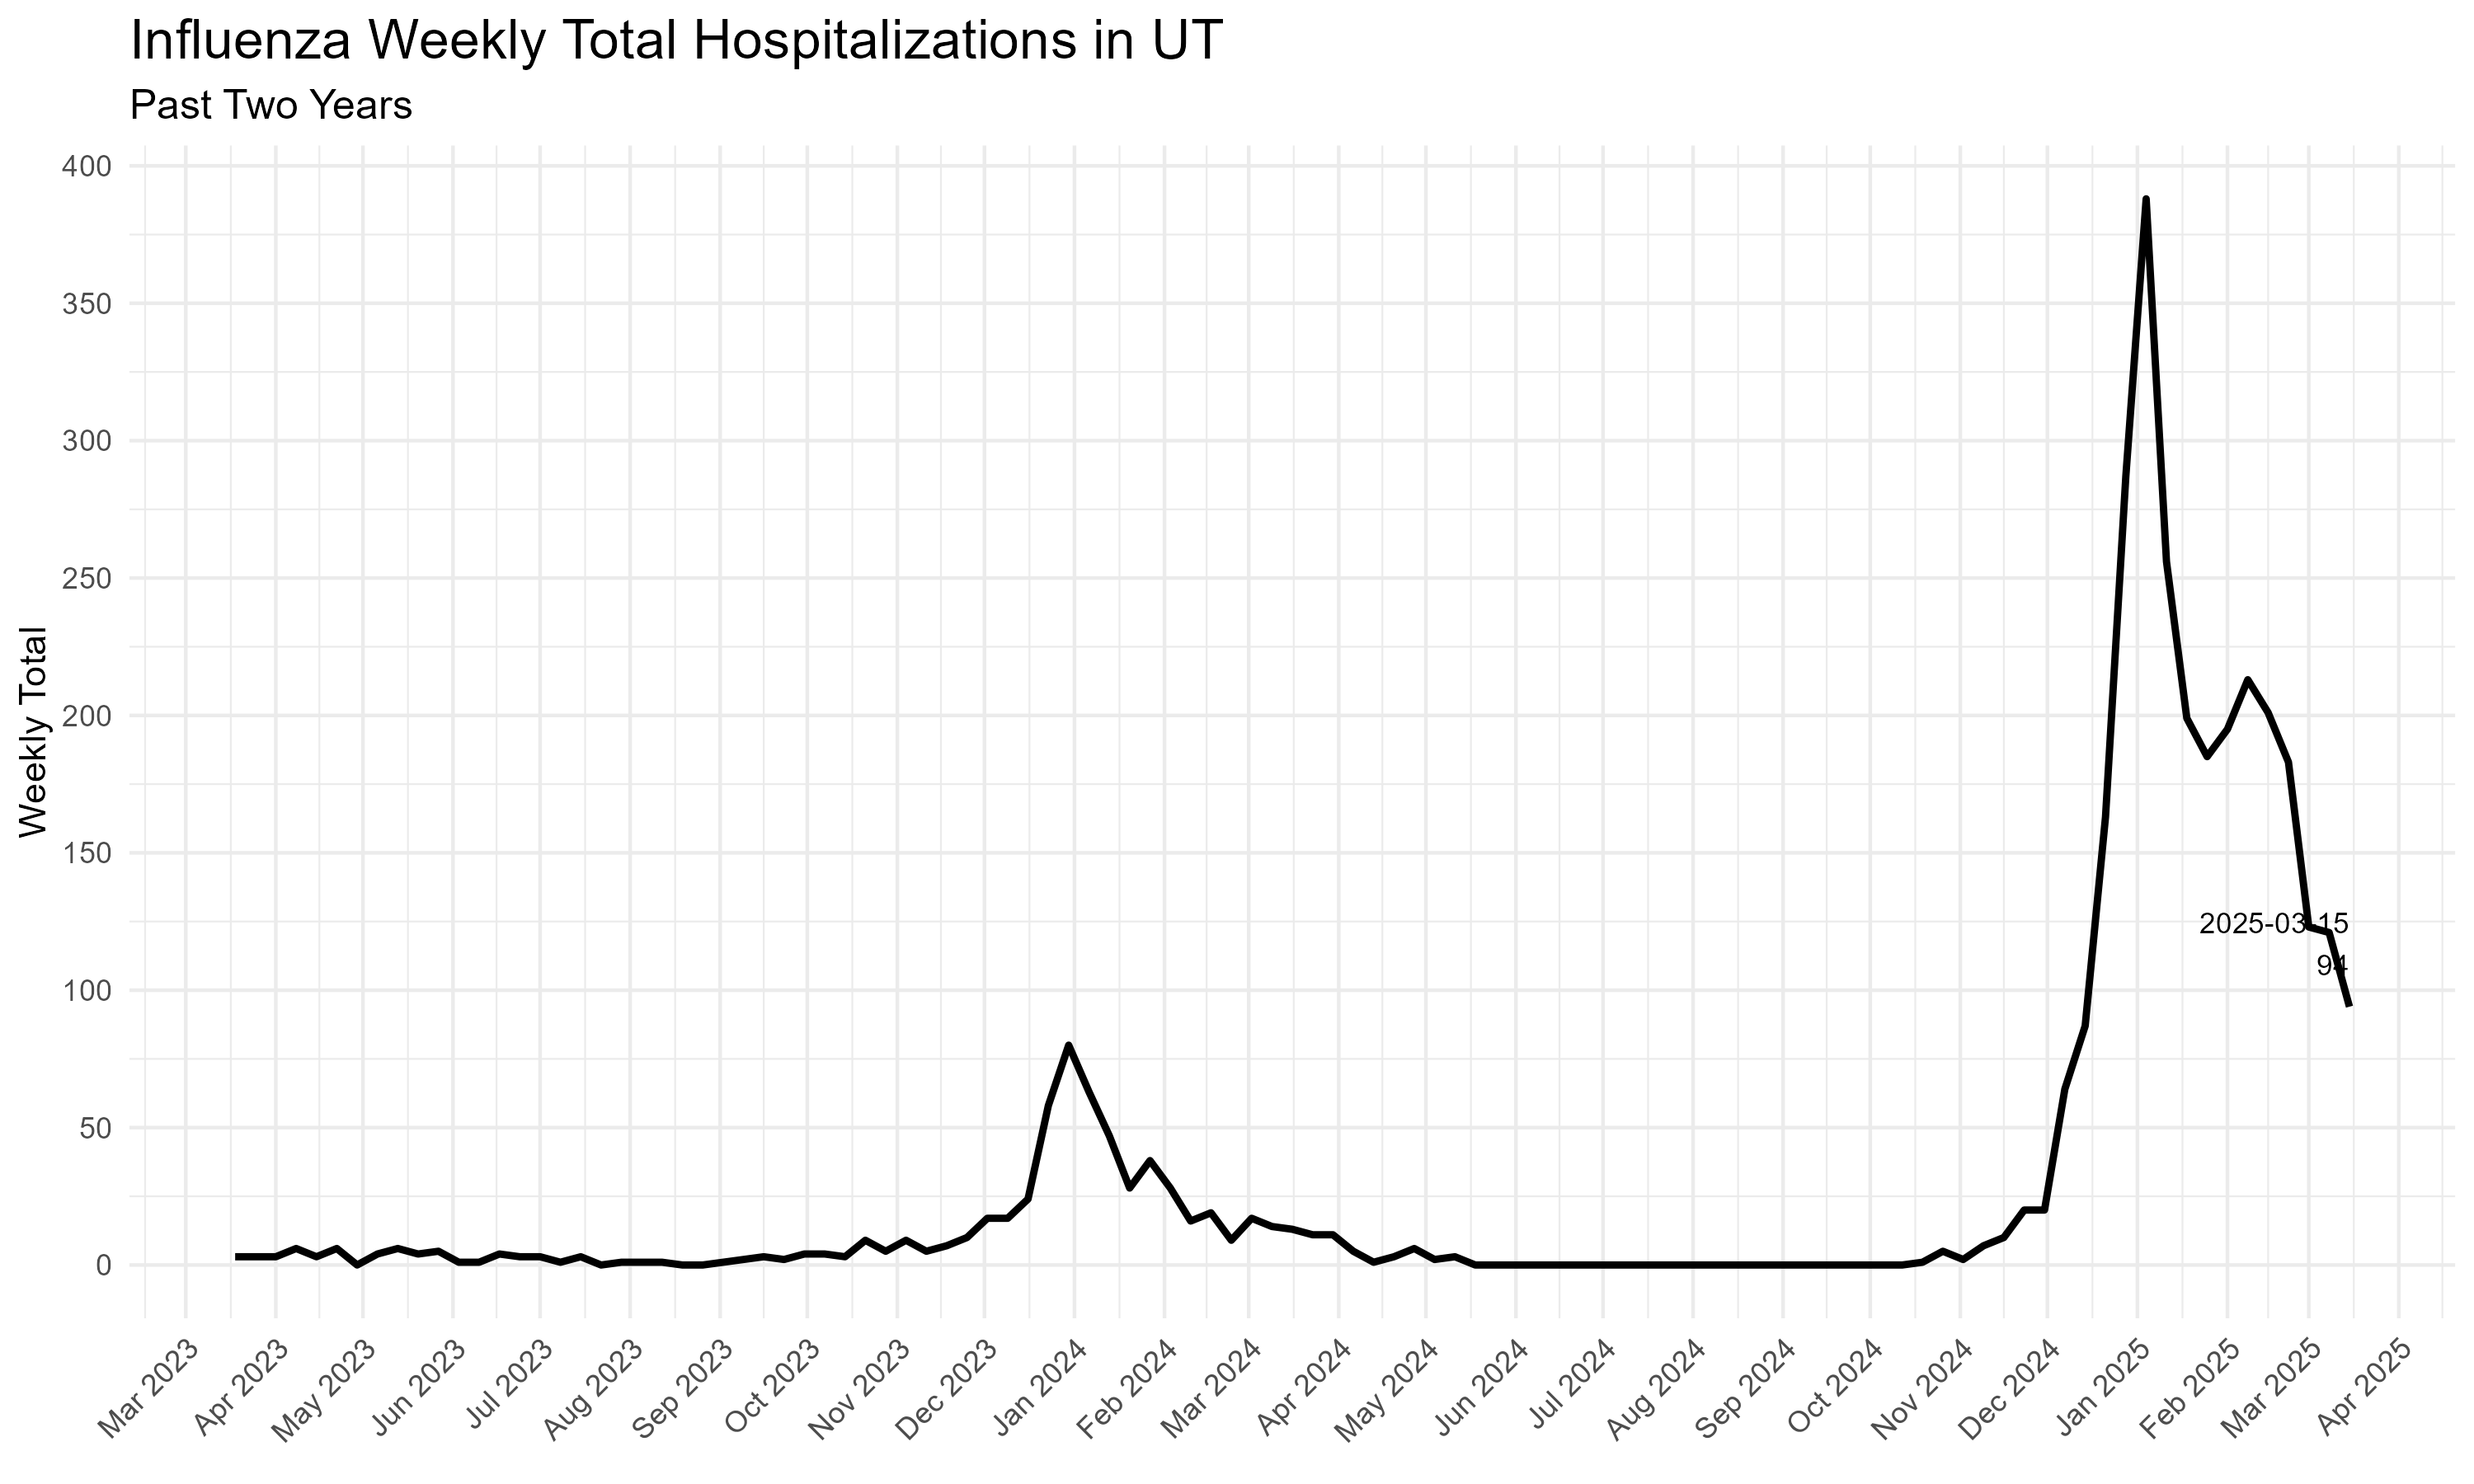 Influenza Weekly Total Hospitalizations in UT
Past Two Years
Weekly Total
400
350
300
250
200
150
100
50
0
2025-03-15
94
Mar 2023
Apr 2023
May 2023
Jun 2023
Jul 2023
Aug 2023
Sep 2023
Oct 2023
Nov 2023
Dec 2023
Jan 2024
Feb 2024
Mar 2024
Apr 2024
May 2024
Jun 2024
Jul 2024
Aug 2024
Sep 2024
Oct 2024
Nov 2024
Dec 2024
Jan 2025
Feb 2025
Mar 2025
Apr 2025